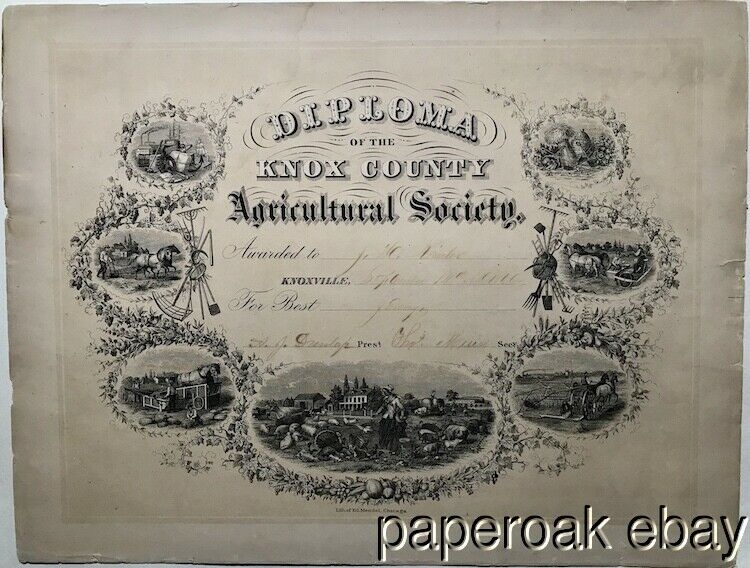 DIPLOMA
OF THE
KNOX COUNTY
Agricultural Society.
Awarded to J. H.
KNOXVILLE,
For Best
A. J. Dunlap Prest Secy
Lith. of Ed. Mendel, Chicago.
paperoak ebay